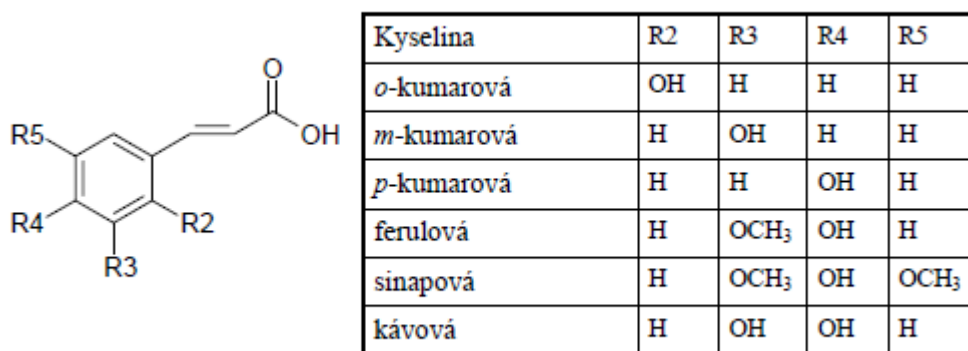 O
OH
R5
R4
R2
R3
Kyselina R2 R3 R4 R5
o-kumarová OH H H H
m-kumarová H OH H H
p-kumarová H H OH H
ferulová H OCH₃ OH H
sinapová H OCH₃ OH OCH₃
kávová H OH OH H